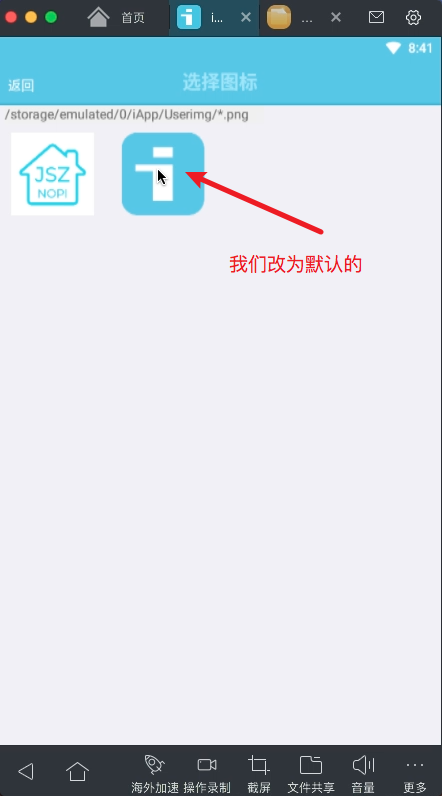 首页
i...
...
8:41
返回
选择图标
/storage/emulated/0/iApp/Userimg/*.png
JSZ
NOPI
我们改为默认的
海外加速 操作录制 截屏 文件共享 音量 更多